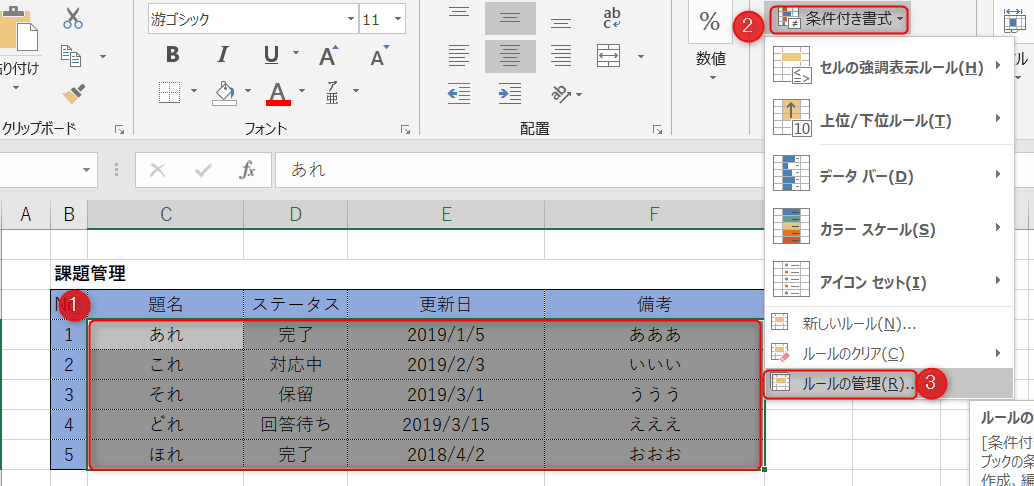 游ゴシック 11
貼り付け
B I U A A
A ア亜
クリップボード フォント 配置
ab
c
%
数値
② 条件付き書式
セルの強調表示ルール(H)
10
上位/下位ルール(T)
データ バー(D)
カラー スケール(S)
アイコン セット(I)
新しいルール(N)...
ルールのクリア(C)
ルールの管理(R)... ③
ルールの
[条件付
ブックの条
作成、編
fx あれ
A B C D E F
課題管理
① 題名 ステータス 更新日 備考
1 あれ 完了 2019/1/5 あああ
2 これ 対応中 2019/2/3 いいい
3 それ 保留 2019/3/1 ううう
4 どれ 回答待ち 2019/3/15 えええ
5 ほれ 完了 2018/4/2 おおお